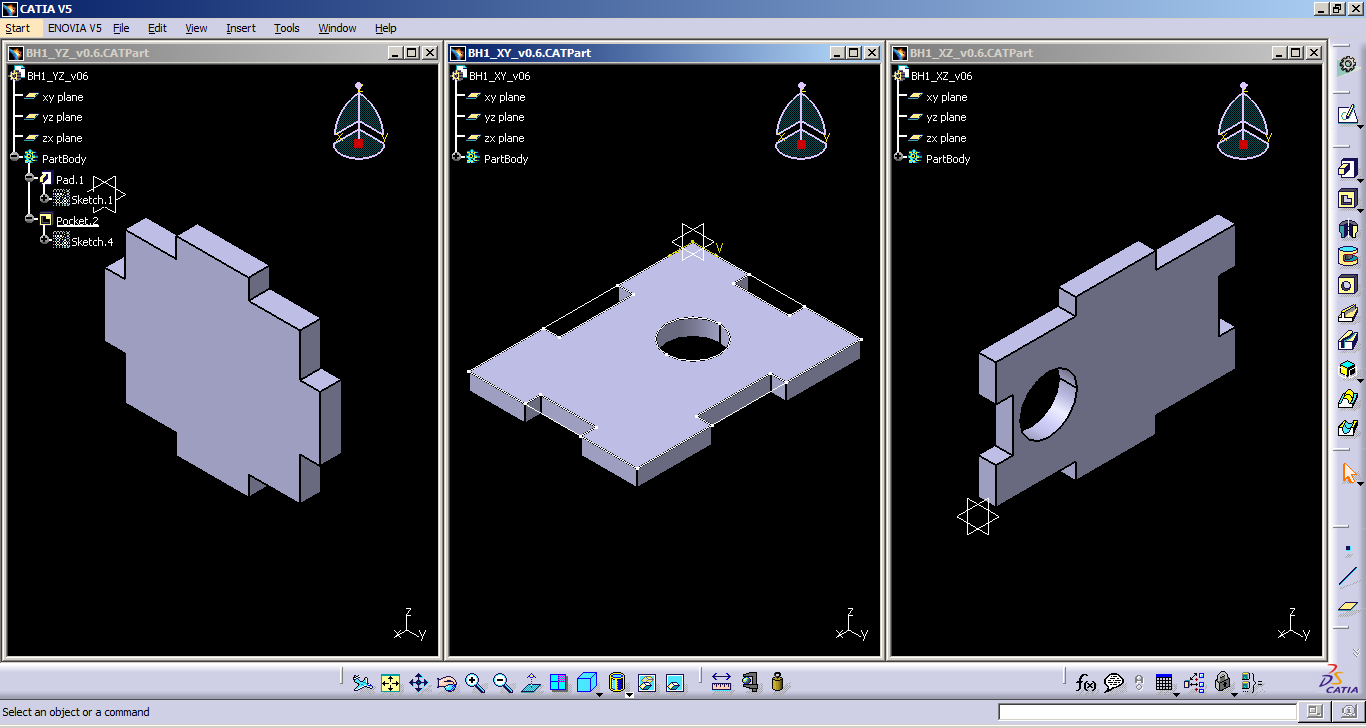 CATIA V5
Start ENOVIA V5 File Edit View Insert Tools Window Help
BH1_YZ_v0.6.CATPart
BH1_YZ_v06
xy plane
yz plane
zx plane
PartBody
Pad.1
Sketch.1
Pocket.2
Sketch.4
z
x y
BH1_XY_v0.6.CATPart
BH1_XY_v06
xy plane
yz plane
zx plane
PartBody
V
z
x y
BH1_XZ_v0.6.CATPart
BH1_XZ_v06
xy plane
yz plane
zx plane
PartBody
z
x y
f(x)
DS CATIA
Select an object or a command